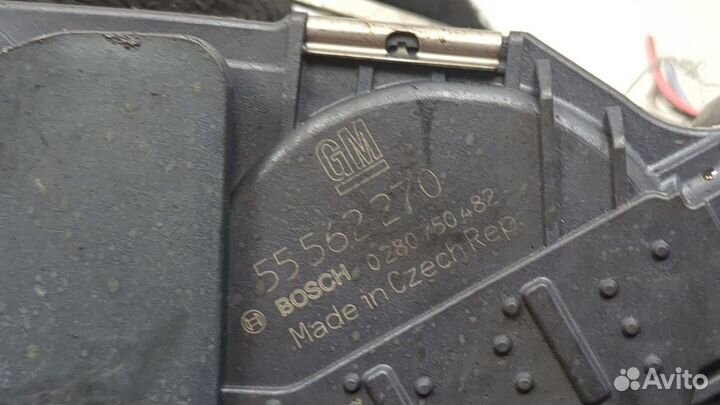 GM
55 562 270
BOSCH 0 280 750 482
Made in Czech Rep.
Avito